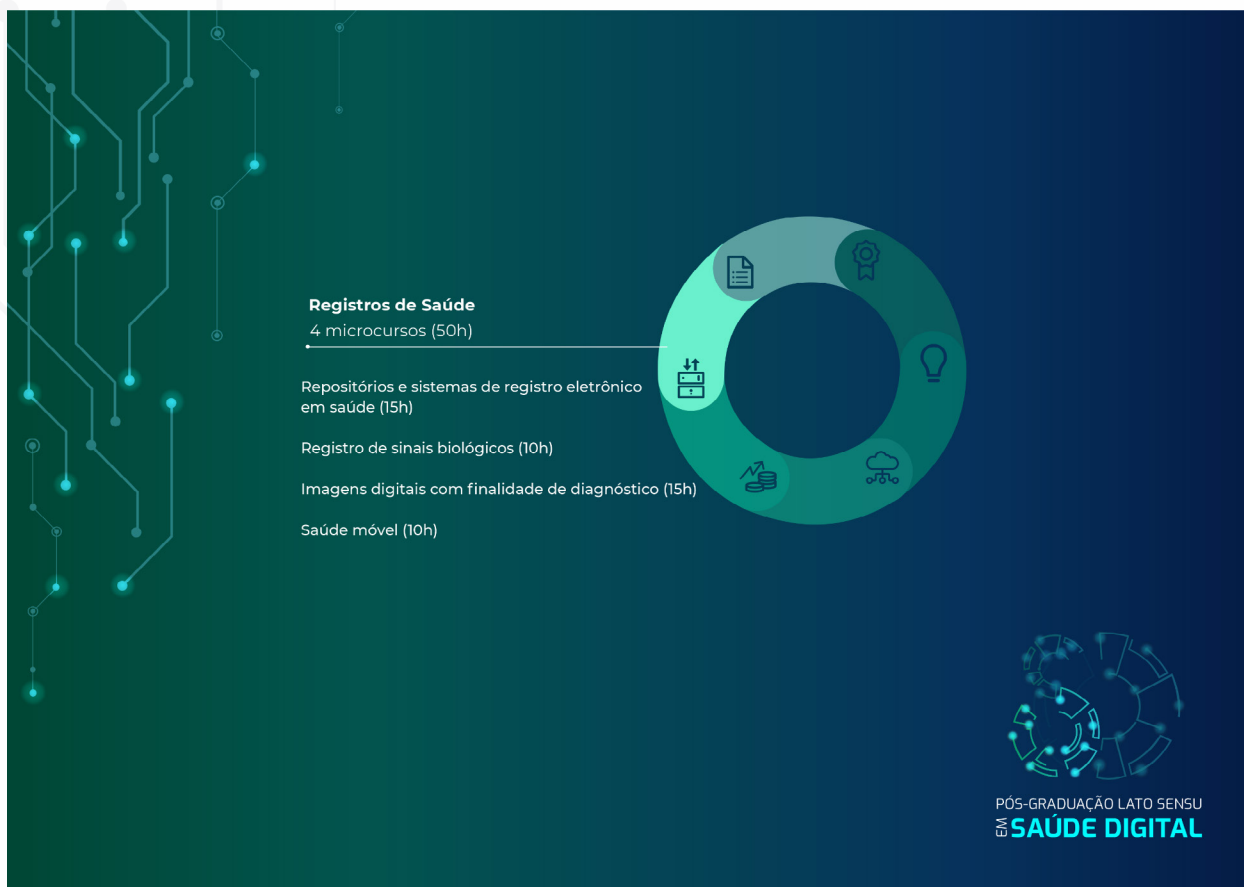 Registros de Saúde
4 microcursos (50h)
Repositórios e sistemas de registro eletrônico
em saúde (15h)
Registro de sinais biológicos (10h)
Imagens digitais com finalidade de diagnóstico (15h)
Saúde móvel (10h)
PÓS-GRADUAÇÃO LATO SENSU
EM SAÚDE DIGITAL